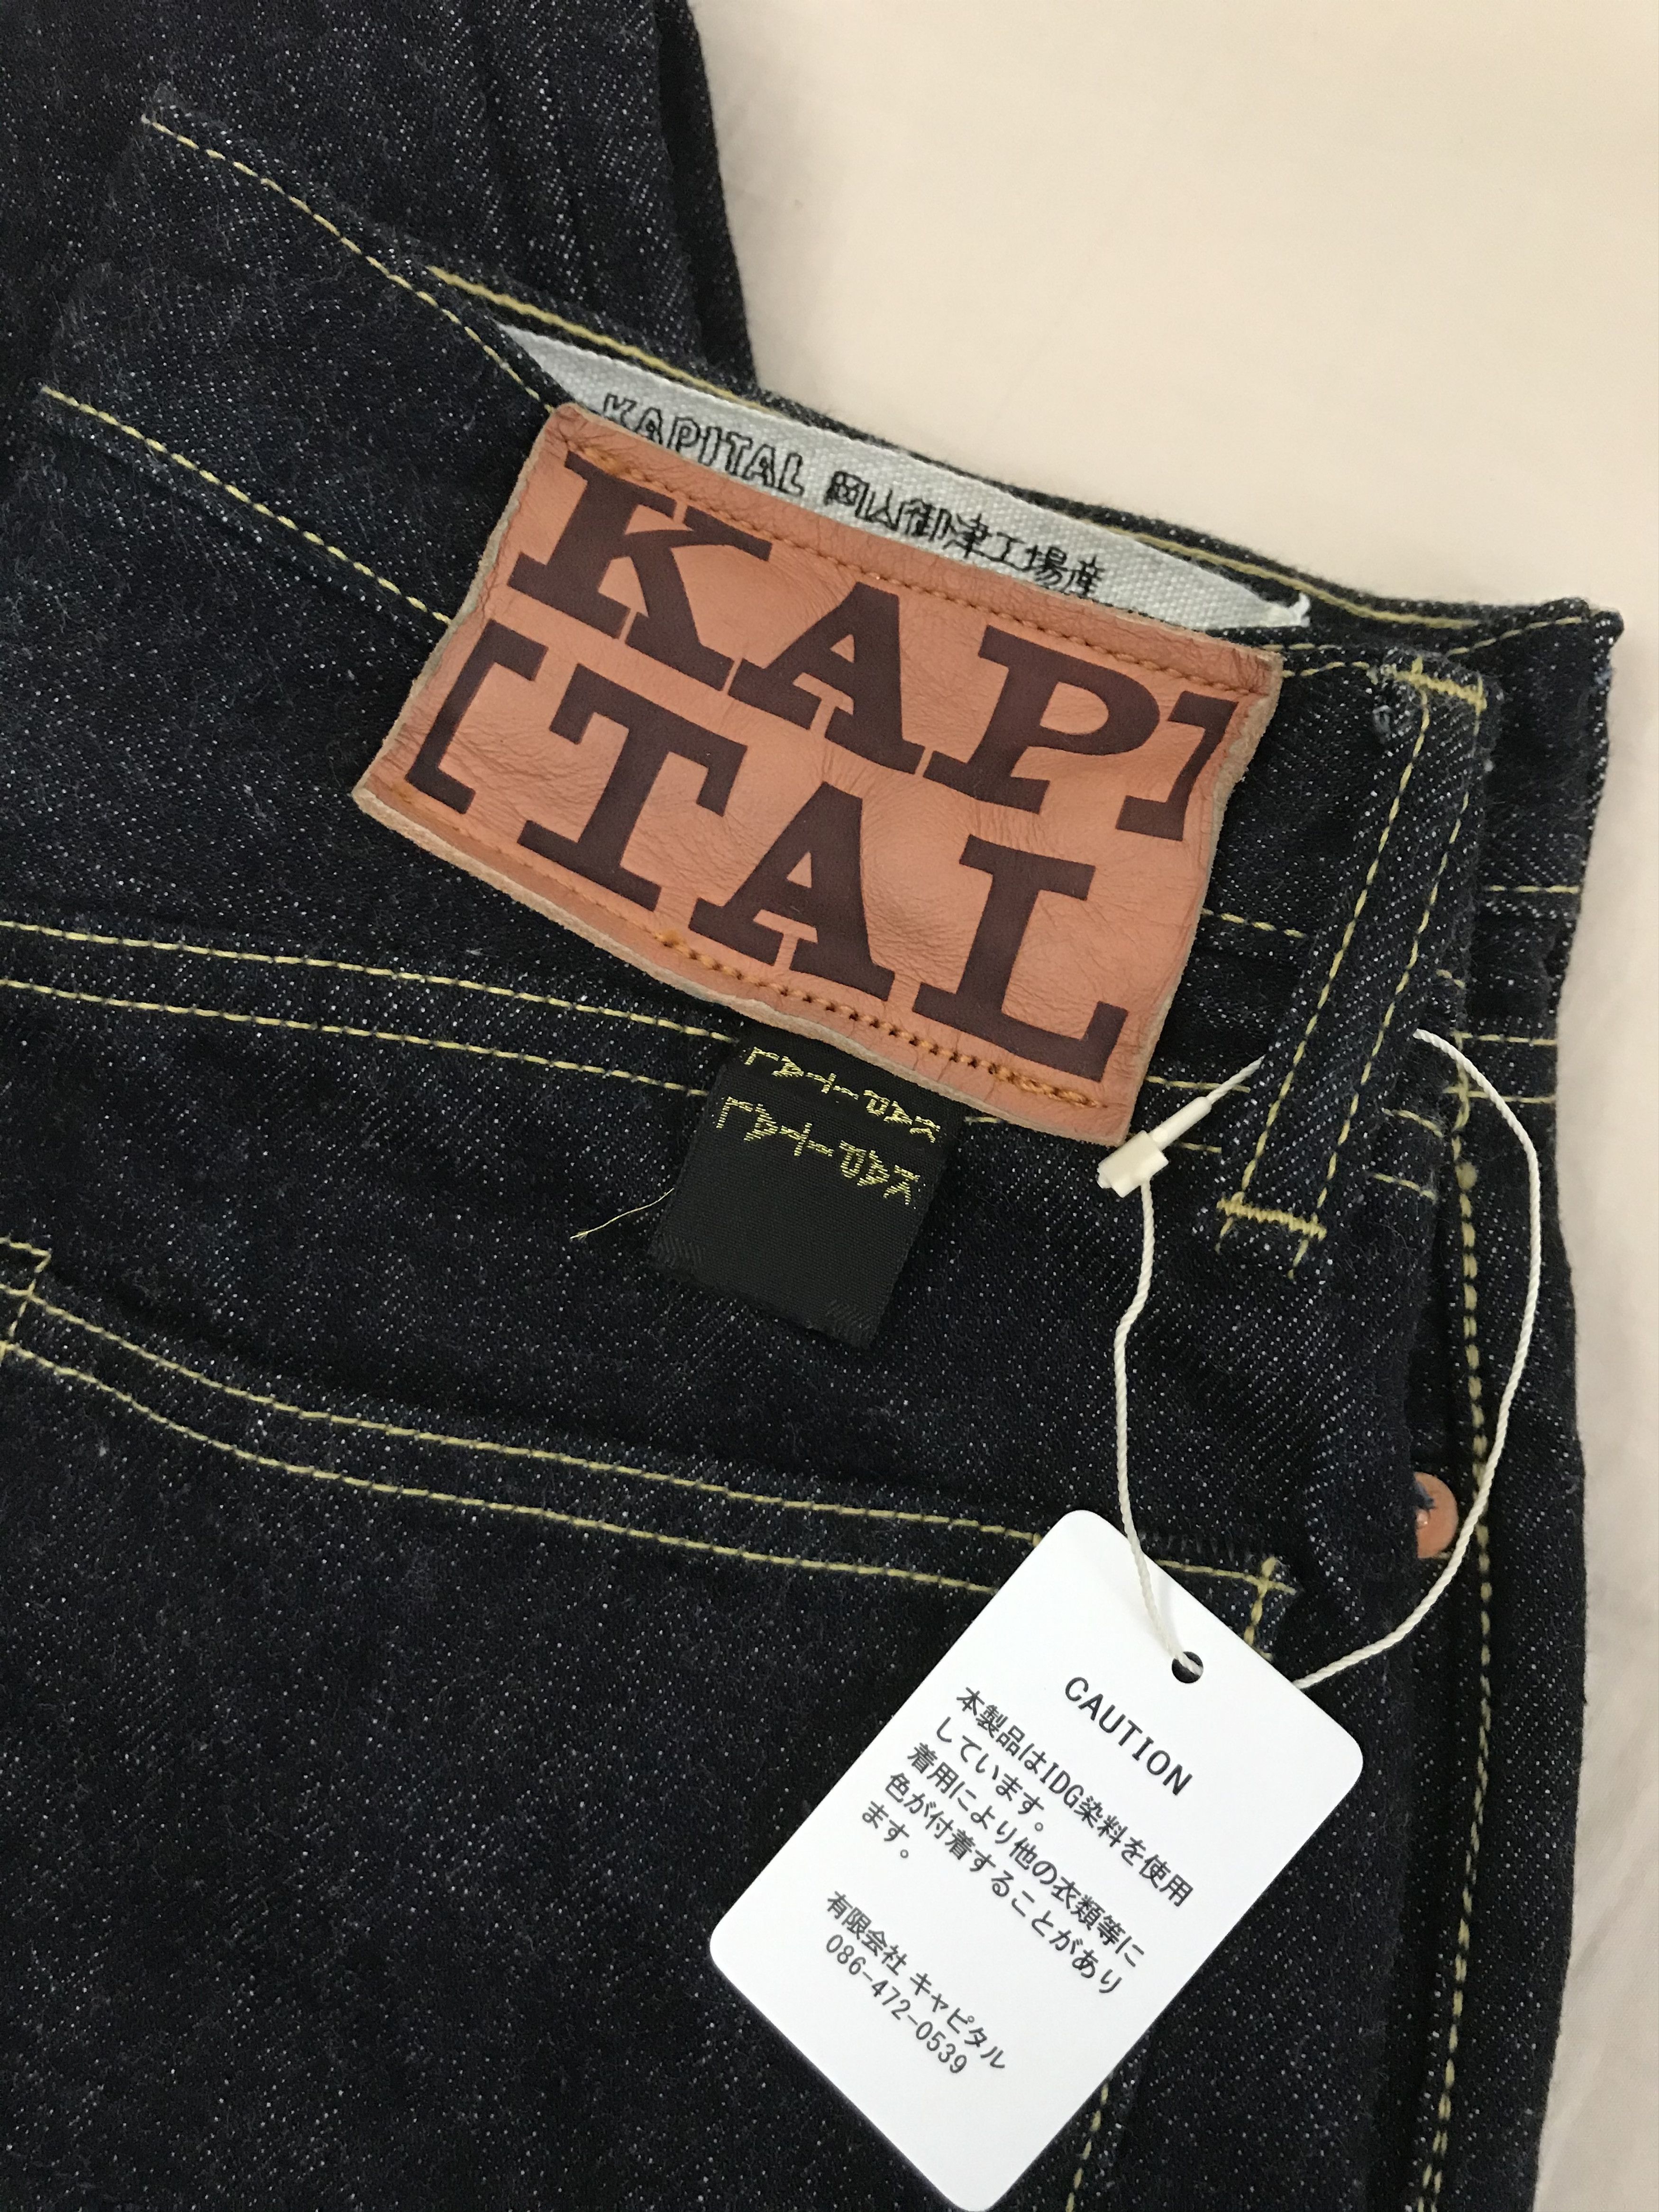 KAPITAL 岡山御津工場産
KAP]
[TAL
CAUTION
本製品はIDG染料を使用
しています。
着用により他の衣類等に
色が付着することがあり
ます。
有限会社 キャピタル
086-472-0539